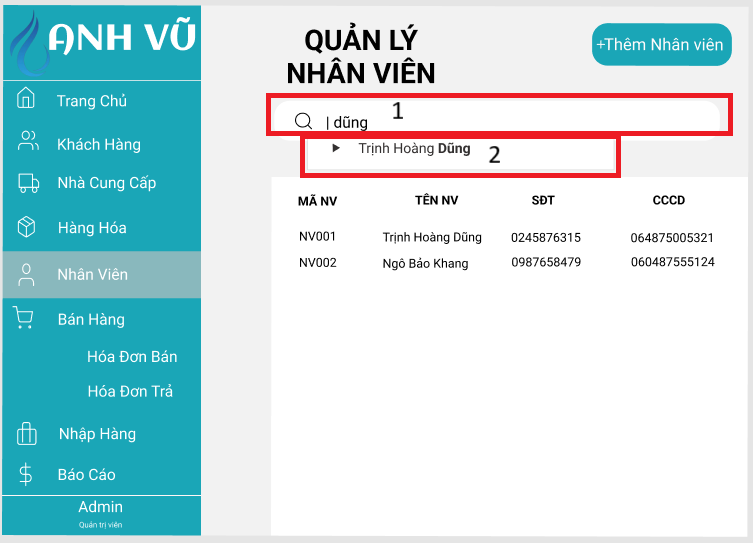 ANH VŨ
Trang Chủ
Khách Hàng
Nhà Cung Cấp
Hàng Hóa
Nhân Viên
Bán Hàng
Hóa Đơn Bán
Hóa Đơn Trả
Nhập Hàng
Báo Cáo
Admin
Quản trị viên
QUẢN LÝ
NHÂN VIÊN
+Thêm Nhân viên
| dũng 1
Trịnh Hoàng Dũng 2
MÃ NV TÊN NV SĐT CCCD
NV001 Trịnh Hoàng Dũng 0245876315 064875005321
NV002 Ngô Bảo Khang 0987658479 060487555124